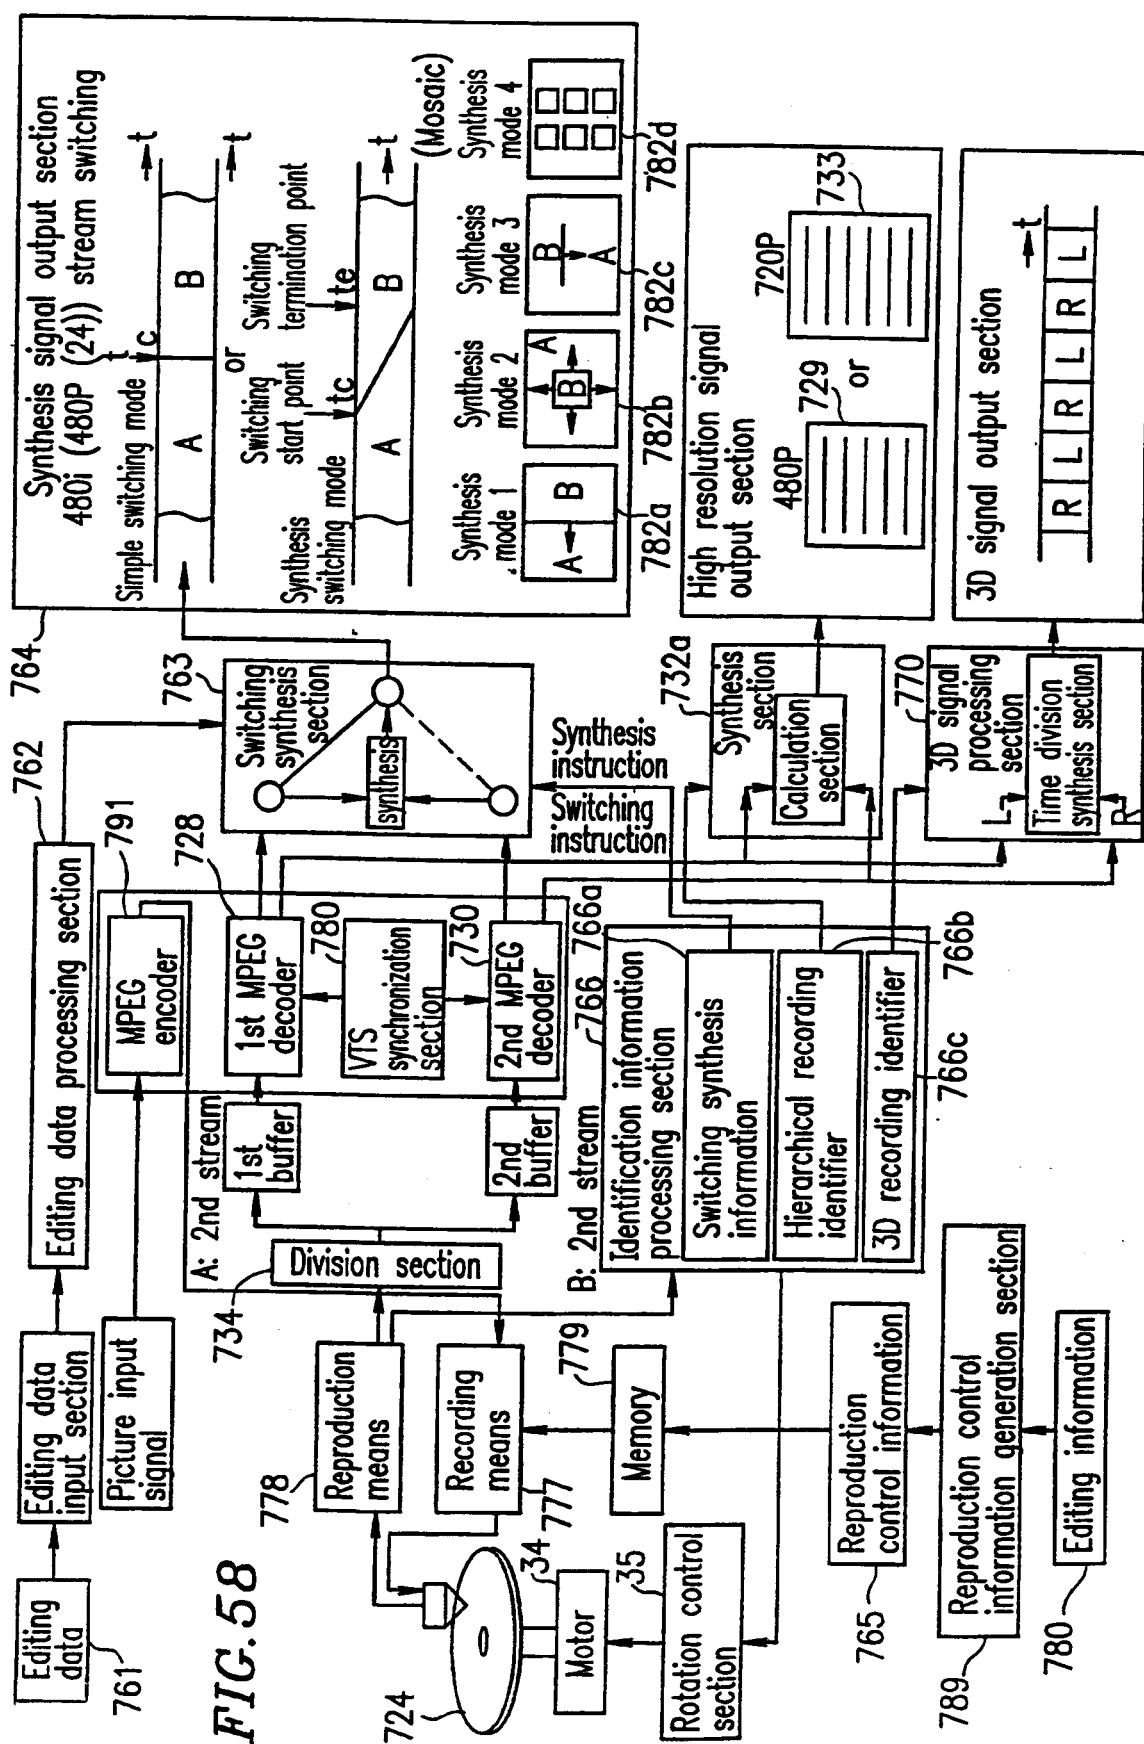 FIG. 58
Editing
data
761
Editing data
input section
Picture input
signal
Editing data processing section
762
MPEG
encoder
791
724
Motor
34
Rotation control
section
35
Reproduction
means
778
Recording
means
777
Memory
779
Reproduction
control information
765
Reproduction control
information generation section
789
Editing information
780
Division section
734
A: 2nd stream
1st
buffer
2nd
buffer
B: 2nd stream
1st MPEG
decoder
728
VTS
synchronization
section
780
2nd MPEG
decoder
730
Identification information
processing section
766
Switching synthesis
information
766a
Hierarchical recording
identifier
766b
3D recording identifier
766c
Switching
synthesis
section
763
synthesis
Synthesis
instruction
Switching
instruction
Synthesis
section
732a
Calculation
section
3D signal
processing
section
770
L
Time division
synthesis section
R
764
Synthesis signal output section
480i (480P (24)) stream switching
Simple switching mode
t
c
t
A
B
or
t
Switching
start point
Switching
termination point
Synthesis
switching mode
tc
te
A
B
t
(Mosaic)
Synthesis
mode 1
A
B
782a
Synthesis
mode 2
A
B
782b
Synthesis
mode 3
B
A
782c
Synthesis
mode 4
782d
High resolution signal
output section
480P
729
or
720P
733
3D signal output section
t
R L R L R L